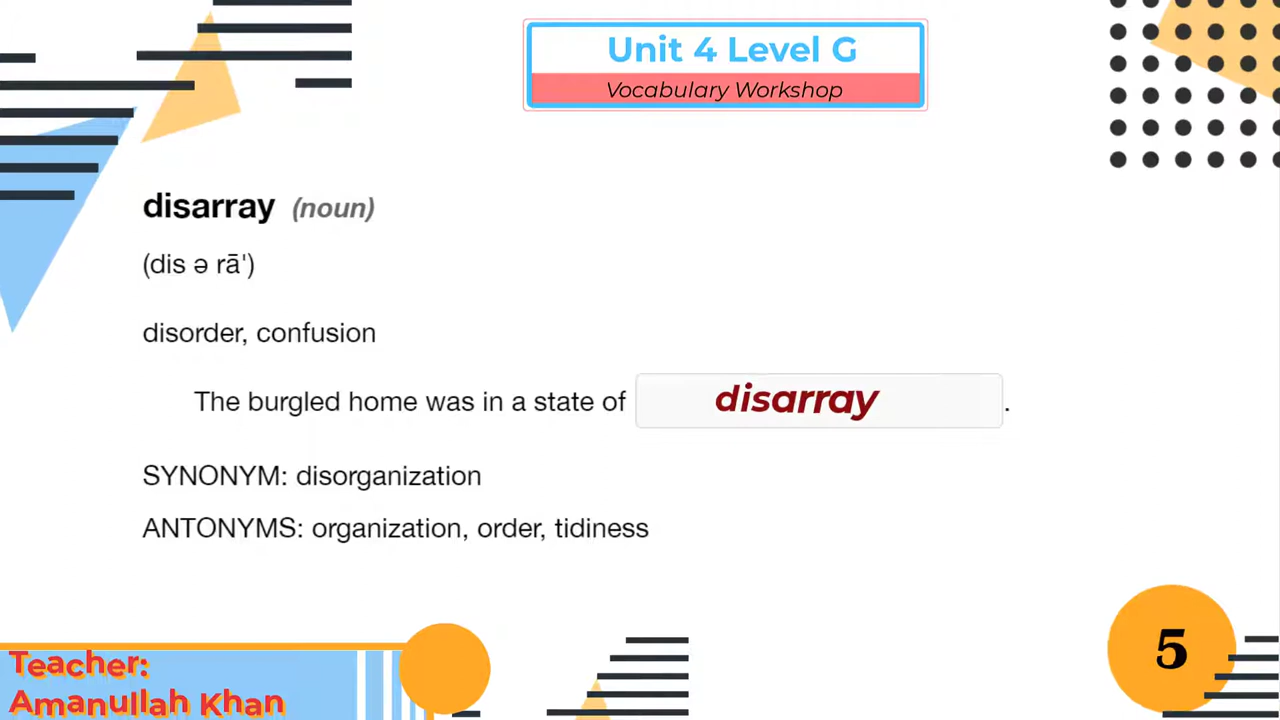 Unit 4 Level G
Vocabulary Workshop
disarray (noun)
(dis ə rā')
disorder, confusion
The burgled home was in a state of disarray.
SYNONYM: disorganization
ANTONYMS: organization, order, tidiness
Teacher:
Amanullah Khan
5